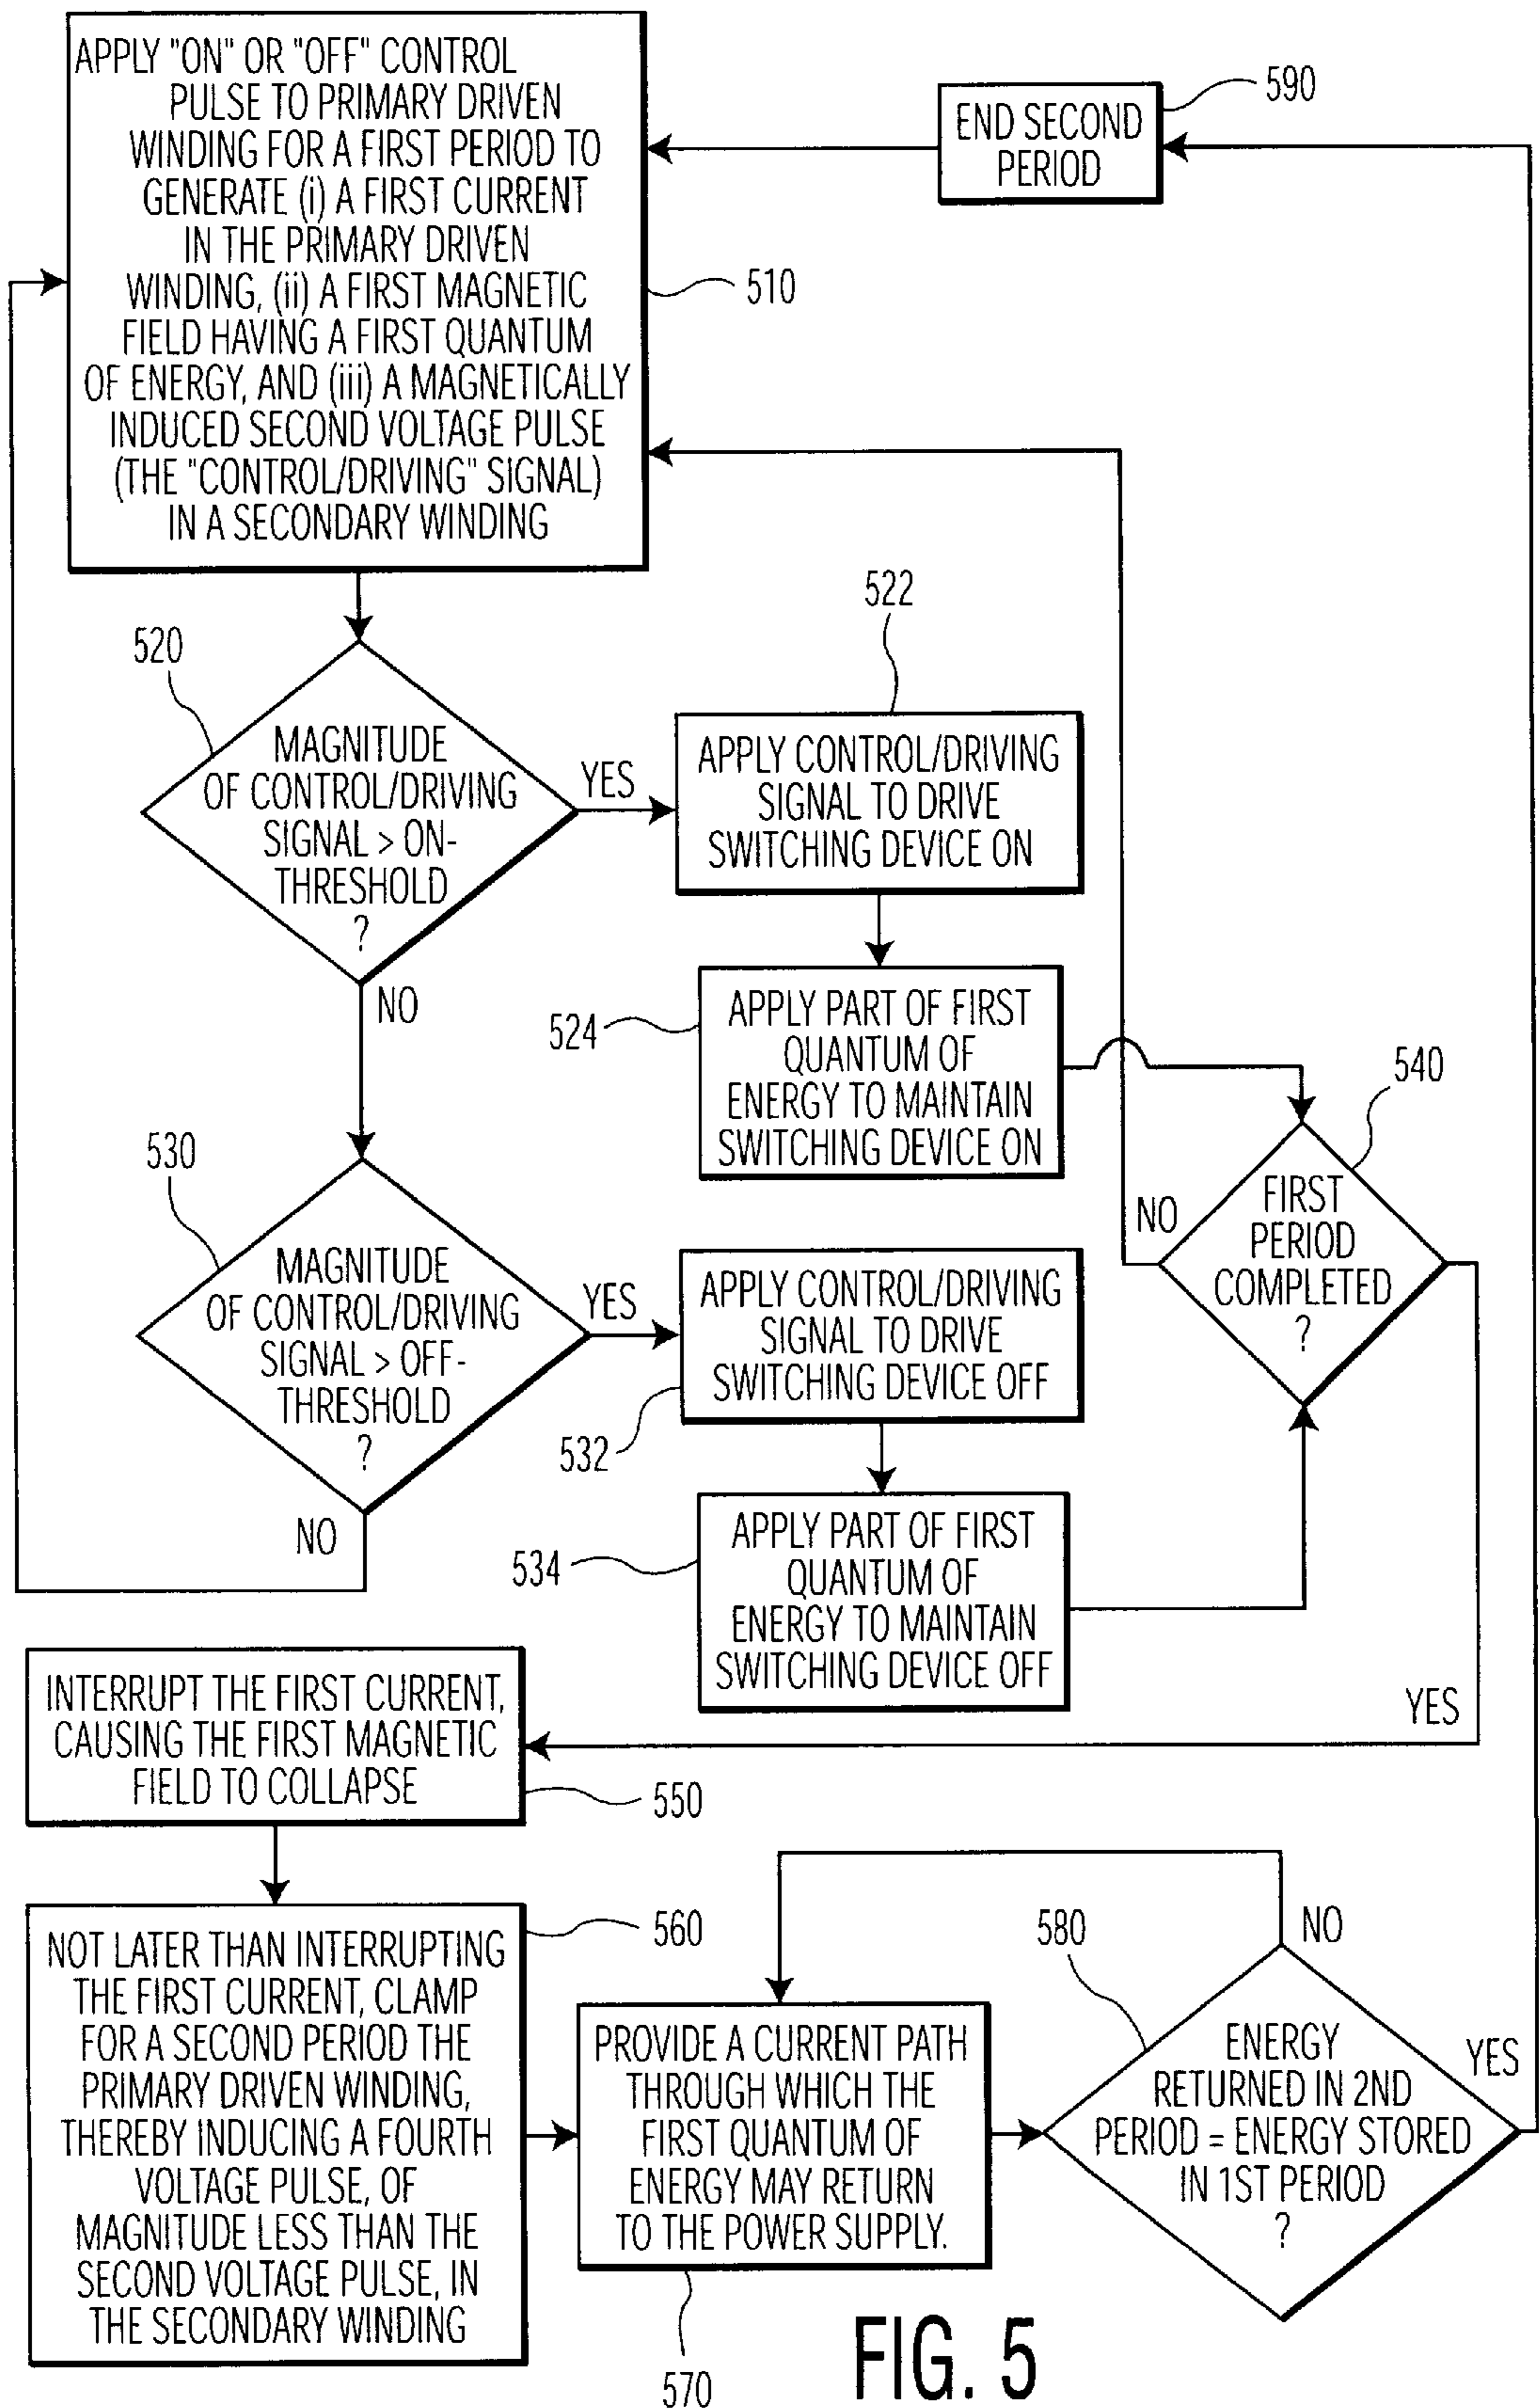 APPLY "ON" OR "OFF" CONTROL
PULSE TO PRIMARY DRIVEN
WINDING FOR A FIRST PERIOD TO
GENERATE (i) A FIRST CURRENT
IN THE PRIMARY DRIVEN
WINDING, (ii) A FIRST MAGNETIC
FIELD HAVING A FIRST QUANTUM
OF ENERGY, AND (iii) A MAGNETICALLY
INDUCED SECOND VOLTAGE PULSE
(THE "CONTROL/DRIVING" SIGNAL)
IN A SECONDARY WINDING
510
END SECOND
PERIOD
590
520
MAGNITUDE
OF CONTROL/DRIVING
SIGNAL > ON-
THRESHOLD
?
YES
NO
522
APPLY CONTROL/DRIVING
SIGNAL TO DRIVE
SWITCHING DEVICE ON
524
APPLY PART OF FIRST
QUANTUM OF
ENERGY TO MAINTAIN
SWITCHING DEVICE ON
540
FIRST
PERIOD
COMPLETED
?
NO
YES
530
MAGNITUDE
OF CONTROL/DRIVING
SIGNAL > OFF-
THRESHOLD
?
YES
NO
APPLY CONTROL/DRIVING
SIGNAL TO DRIVE
SWITCHING DEVICE OFF
532
534
APPLY PART OF FIRST
QUANTUM OF
ENERGY TO MAINTAIN
SWITCHING DEVICE OFF
INTERRUPT THE FIRST CURRENT,
CAUSING THE FIRST MAGNETIC
FIELD TO COLLAPSE
550
560
NOT LATER THAN INTERRUPTING
THE FIRST CURRENT, CLAMP
FOR A SECOND PERIOD THE
PRIMARY DRIVEN WINDING,
THEREBY INDUCING A FOURTH
VOLTAGE PULSE, OF
MAGNITUDE LESS THAN THE
SECOND VOLTAGE PULSE, IN
THE SECONDARY WINDING
PROVIDE A CURRENT PATH
THROUGH WHICH THE
FIRST QUANTUM OF
ENERGY MAY RETURN
TO THE POWER SUPPLY.
570
580
NO
ENERGY
RETURNED IN 2ND
PERIOD = ENERGY STORED
IN 1ST PERIOD
?
YES
FIG. 5